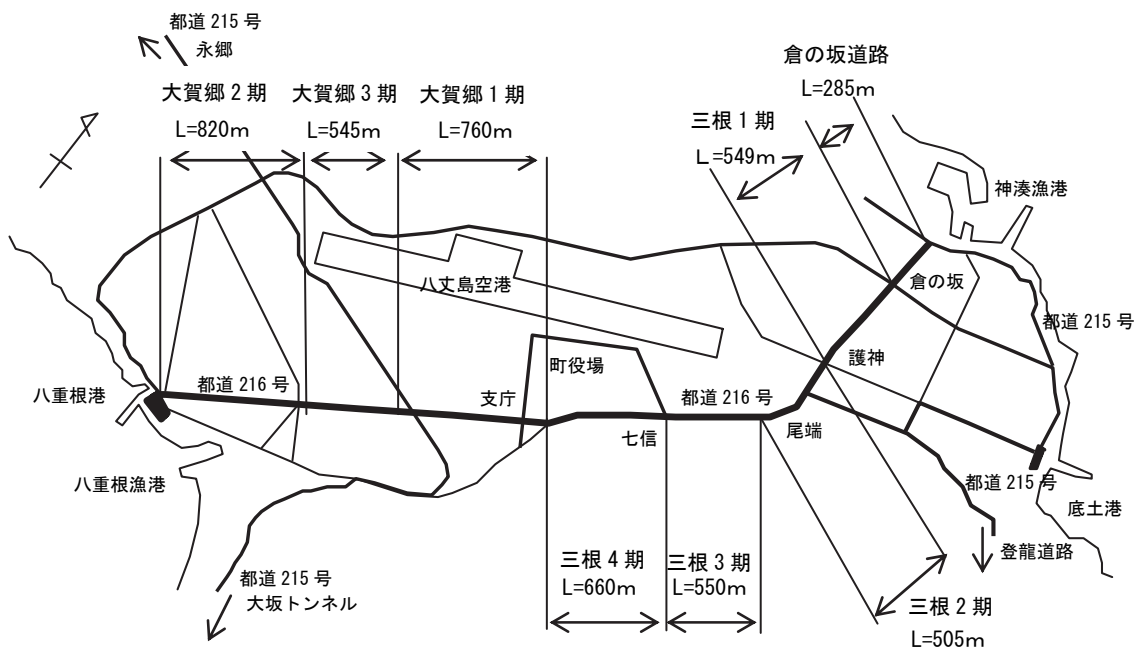 都道 215 号
永郷
倉の坂道路
L=285m
大賀郷 2 期
L=820m
大賀郷 3 期
L=545m
大賀郷 1 期
L=760m
三根 1 期
L=549m
神湊漁港
八丈島空港
倉の坂
都道 215 号
護神
町役場
八重根港
都道 216 号
支庁
都道 216 号
七信
尾端
八重根漁港
都道 215 号
底土港
登龍道路
三根 4 期
L=660m
三根 3 期
L=550m
都道 215 号
大坂トンネル
三根 2 期
L=505m